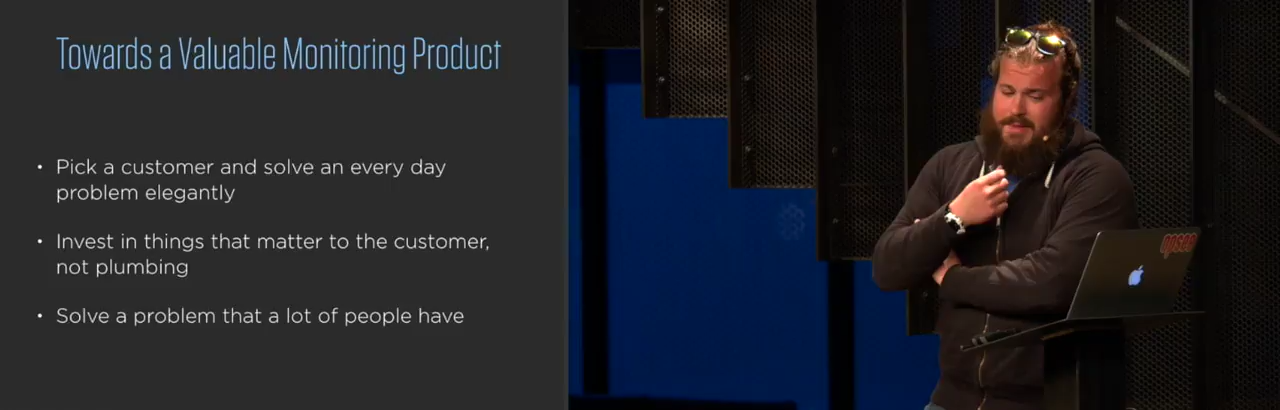 Towards a Valuable Monitoring Product
• Pick a customer and solve an every day
problem elegantly
• Invest in things that matter to the customer,
not plumbing
• Solve a problem that a lot of people have
opsee